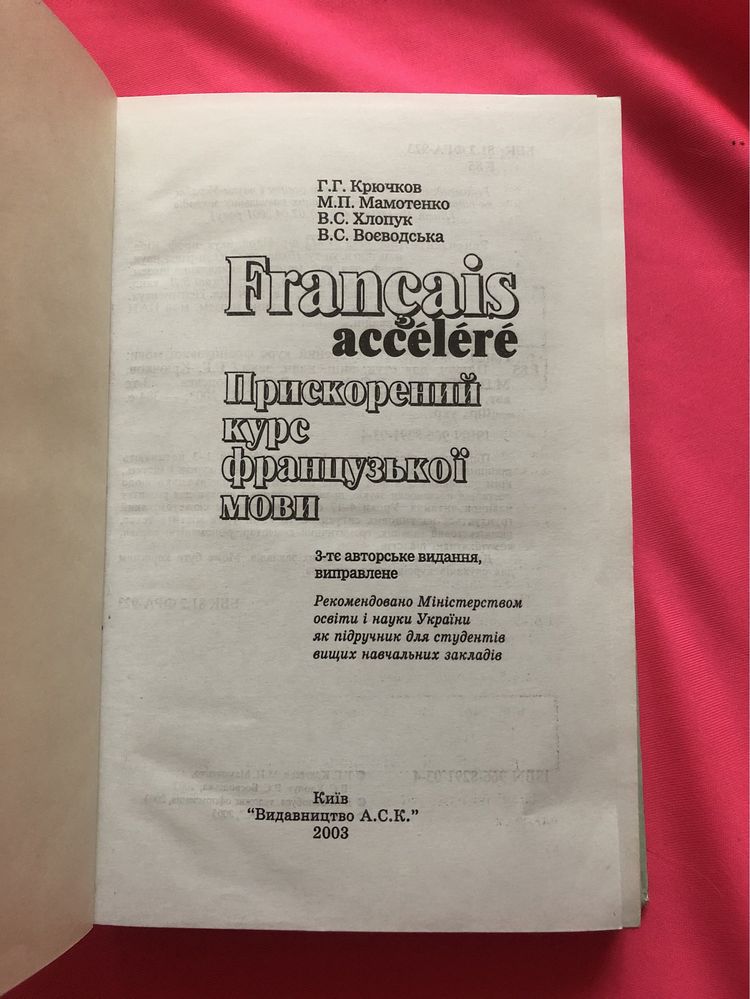 Г.Г. Крючков
М.П. Мамотенко
В.С. Хлопук
В.С. Воєводська
Français
accéléré
Прискорений
курс
французької
мови
3-тє авторське видання,
виправлене
Рекомендовано Міністерством
освіти і науки України
як підручник для студентів
вищих навчальних закладів
Київ
"Видавництво А.С.К."
2003